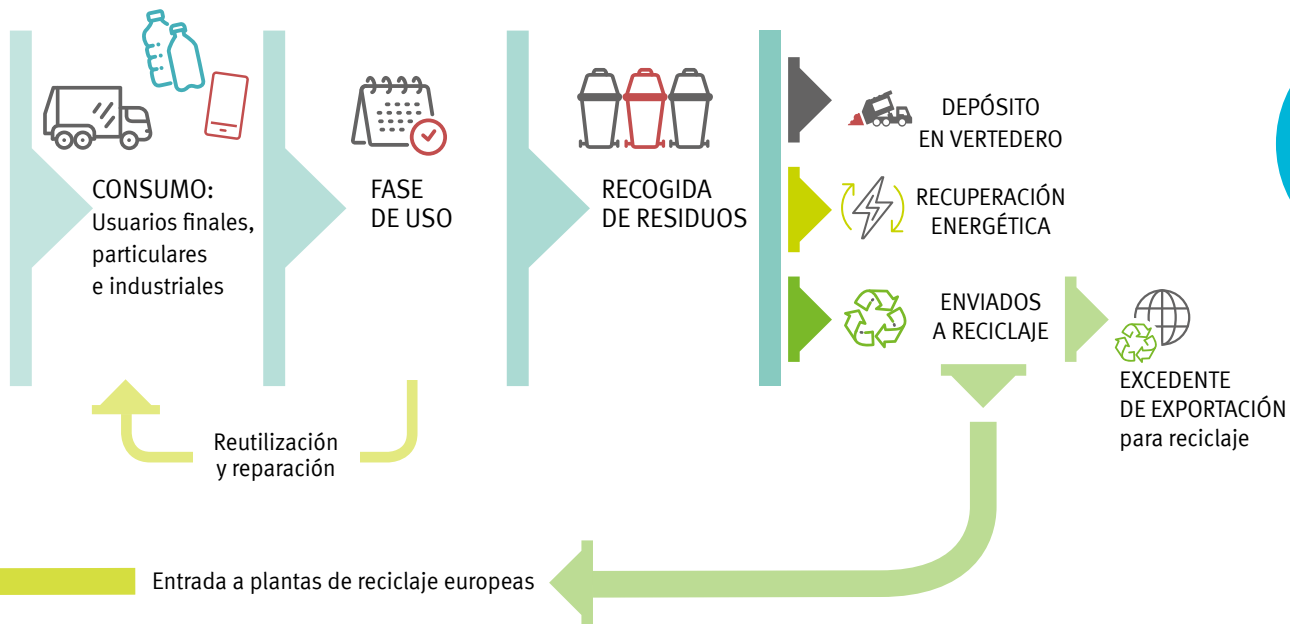 CONSUMO:
Usuarios finales,
particulares
e industriales
FASE
DE USO
RECOGIDA
DE RESIDUOS
DEPÓSITO
EN VERTEDERO
RECUPERACIÓN
ENERGÉTICA
ENVIADOS
A RECICLAJE
EXCEDENTE
DE EXPORTACIÓN
para reciclaje
Reutilización
y reparación
Entrada a plantas de reciclaje europeas